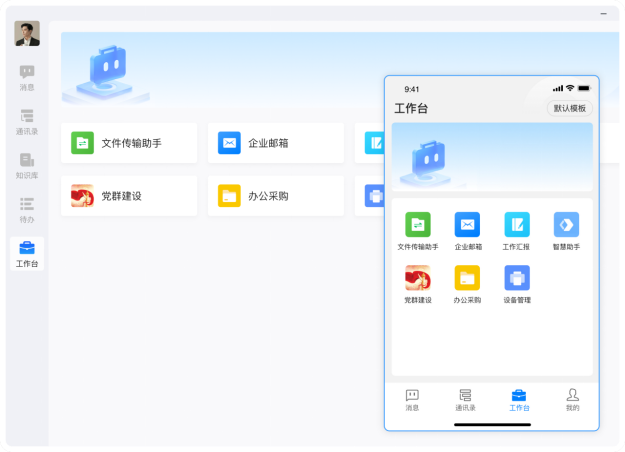 消息
通讯录
知识库
待办
工作台
文件传输助手
企业邮箱
党群建设
办公采购
9:41
工作台
默认模板
文件传输助手
企业邮箱
工作汇报
智慧助手
党群建设
办公采购
设备管理
消息
通讯录
工作台
我的